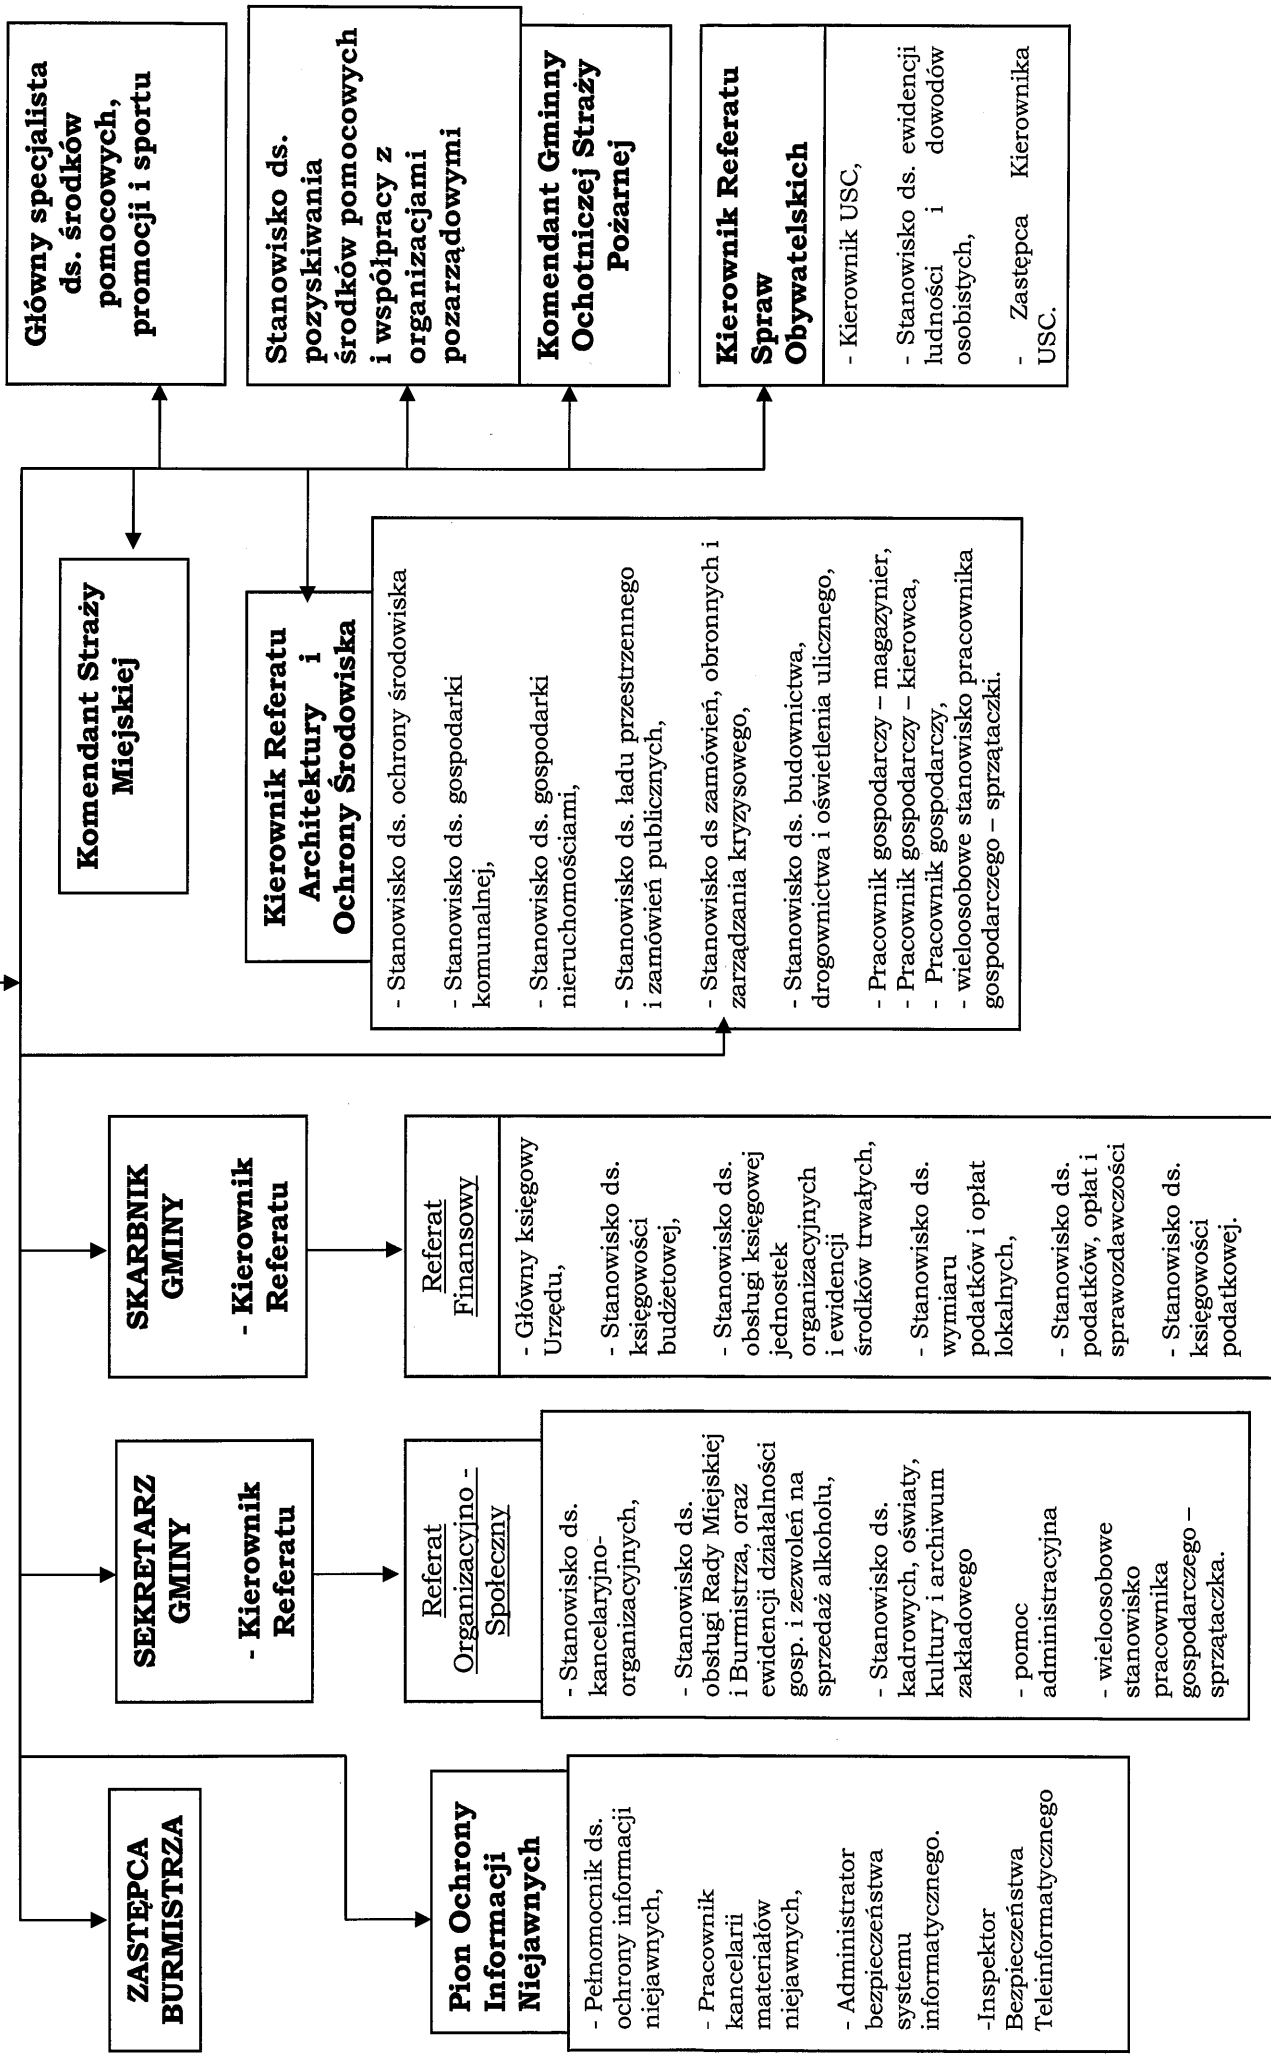 ZASTĘPCA
BURMISTRZA
Pion Ochrony
Informacji
Niejawnych
- Pełnomocnik ds.
ochrony informacji
niejawnych,
- Pracownik
kancelarii
materiałów
niejawnych,
- Administrator
bezpieczeństwa
systemu
informatycznego.
-Inspektor
Bezpieczeństwa
Teleinformatycznego
SEKRETARZ
GMINY
- Kierownik
Referatu
Referat
Organizacyjno -
Społeczny
- Stanowisko ds.
kancelaryjno-
organizacyjnych,
- Stanowisko ds.
obsługi Rady Miejskiej
i Burmistrza, oraz
ewidencji działalności
gosp. i zezwoleń na
sprzedaż alkoholu,
- Stanowisko ds.
kadrowych, oświaty,
kultury i archiwum
zakładowego
- pomoc
administracyjna
- wieloosobowe
stanowisko
pracownika
gospodarczego –
sprzątaczka.
SKARBNIK
GMINY
- Kierownik
Referatu
Referat
Finansowy
- Główny księgowy
Urzędu,
- Stanowisko ds.
księgowości
budżetowej,
- Stanowisko ds.
obsługi księgowej
jednostek
organizacyjnych
i ewidencji
środków trwałych,
- Stanowisko ds.
wymiaru
podatków i opłat
lokalnych,
- Stanowisko ds.
podatków, opłat i
sprawozdawczości
- Stanowisko ds.
księgowości
podatkowej.
Komendant Straży
Miejskiej
Kierownik Referatu
Architektury i
Ochrony Środowiska
- Stanowisko ds. ochrony środowiska
- Stanowisko ds. gospodarki
komunalnej,
- Stanowisko ds. gospodarki
nieruchomościami,
- Stanowisko ds. ładu przestrzennego
i zamówień publicznych,
- Stanowisko ds zamówień, obronnych i
zarządzania kryzysowego,
- Stanowisko ds. budownictwa,
drogownictwa i oświetlenia ulicznego,
- Pracownik gospodarczy – magazynier,
- Pracownik gospodarczy – kierowca,
- Pracownik gospodarczy,
- wieloosobowe stanowisko pracownika
gospodarczego – sprzątaczki.
Główny specjalista
ds. środków
pomocowych,
promocji i sportu
Stanowisko ds.
pozyskiwania
środków pomocowych
i współpracy z
organizacjami
pozarządowymi
Komendant Gminny
Ochotniczej Straży
Pożarnej
Kierownik Referatu
Spraw
Obywatelskich
- Kierownik USC,
- Stanowisko ds. ewidencji
ludności i dowodów
osobistych,
- Zastępca Kierownika
USC.